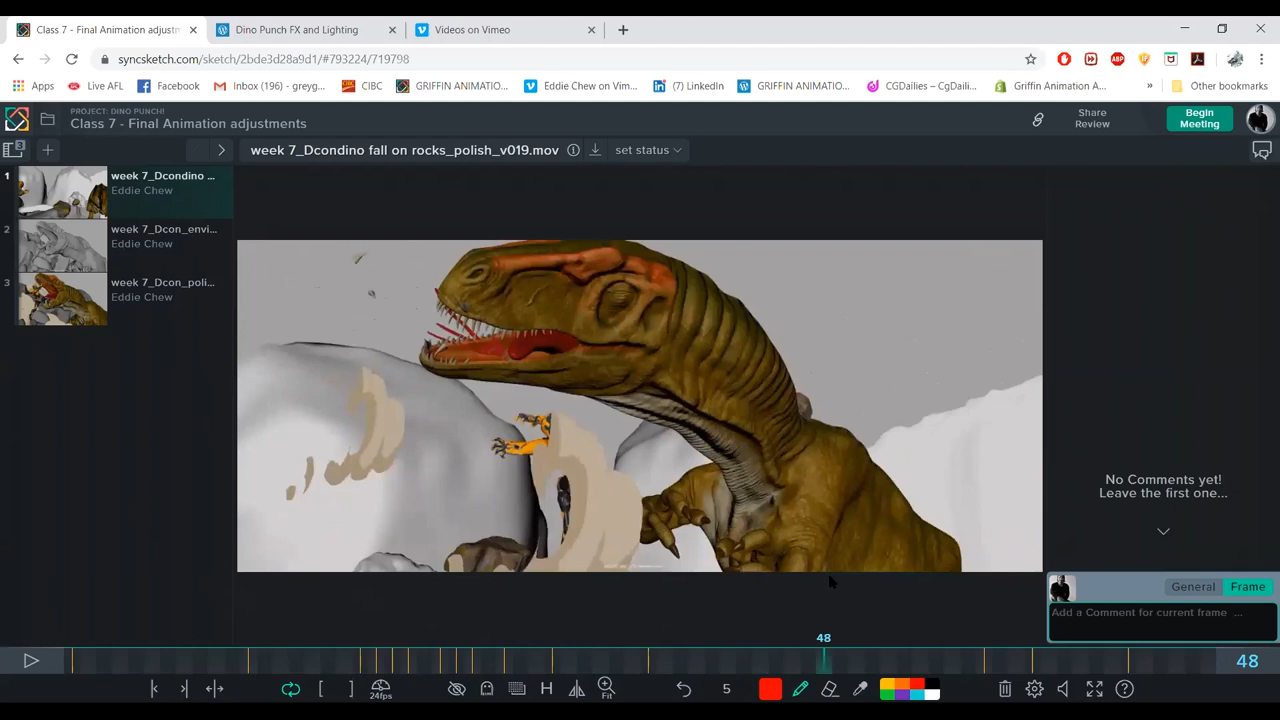 Class 7 - Final Animation adjustm
Dino Punch FX and Lighting
Videos on Vimeo
syncsketch.com/sketch/2bde3d28a9d1/#793224/719798
ABP
Apps
Live AFL
Facebook
Inbox (196) - greyg...
CIBC
GRIFFIN ANIMATIO...
Eddie Chew on Vim...
(7) LinkedIn
GRIFFIN ANIMATIO...
CGDailies – CgDaili...
Griffin Animation A...
»
Other bookmarks
PROJECT: DINO PUNCH!
Class 7 - Final Animation adjustments
Share
Review
Begin
Meeting
3
week 7_Dcondino fall on rocks_polish_v019.mov
set status
1
week 7_Dcondino ...
Eddie Chew
2
week 7_Dcon_envi...
Eddie Chew
3
week 7_Dcon_poli...
Eddie Chew
No Comments yet!
Leave the first one...
General
Frame
Add a Comment for current frame ...
48
48
24fps
H
Fit
5